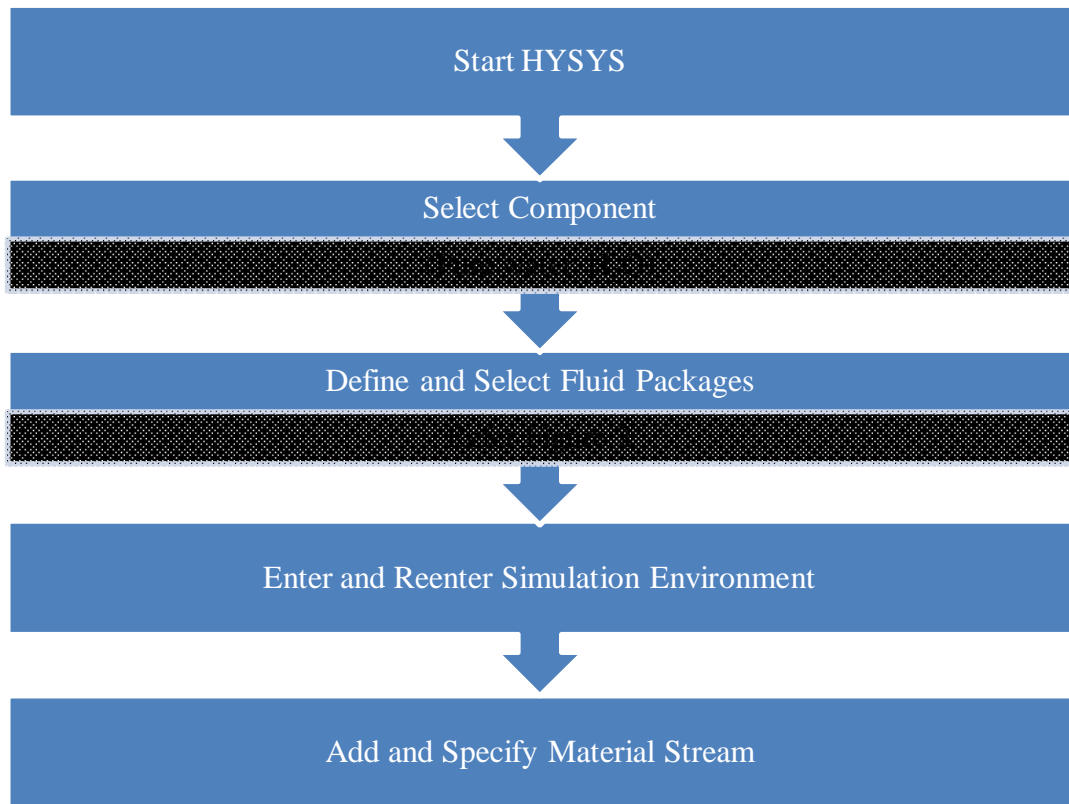 Start HYSYS
Select Component
Define and Select Fluid Packages
Enter and Reenter Simulation Environment
Add and Specify Material Stream